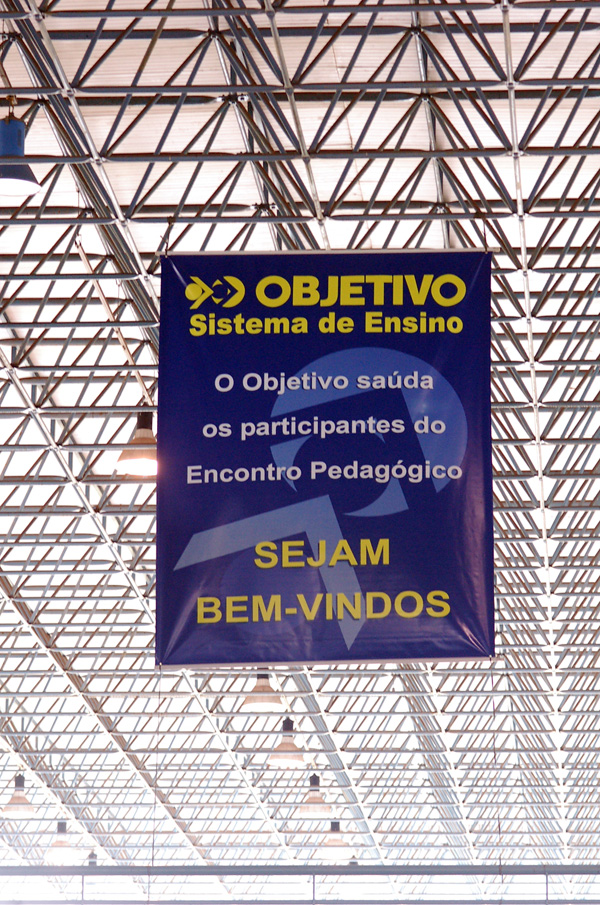 OBJETIVO
Sistema de Ensino
O Objetivo saúda
os participantes do
Encontro Pedagógico
SEJAM
BEM-VINDOS